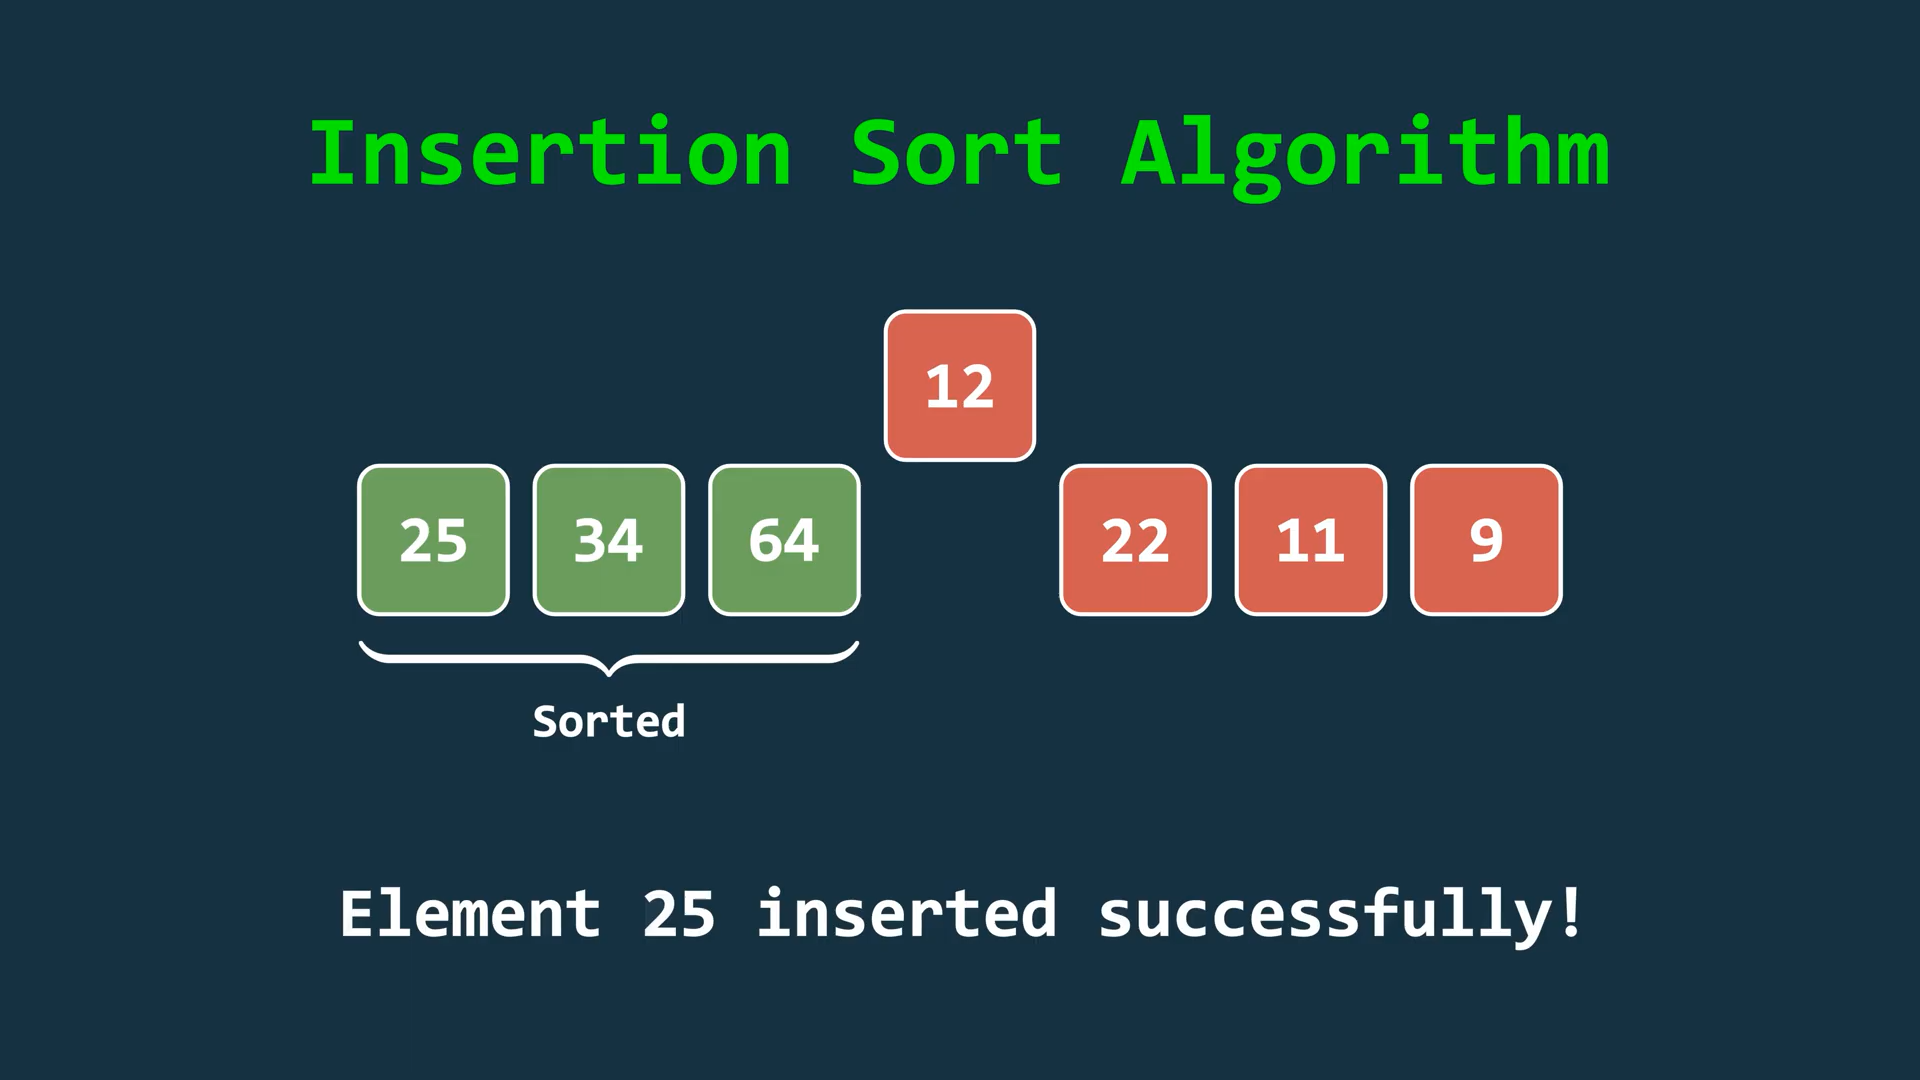 Insertion Sort Algorithm
12
25 34 64 22 11 9
Sorted
Element 25 inserted successfully!